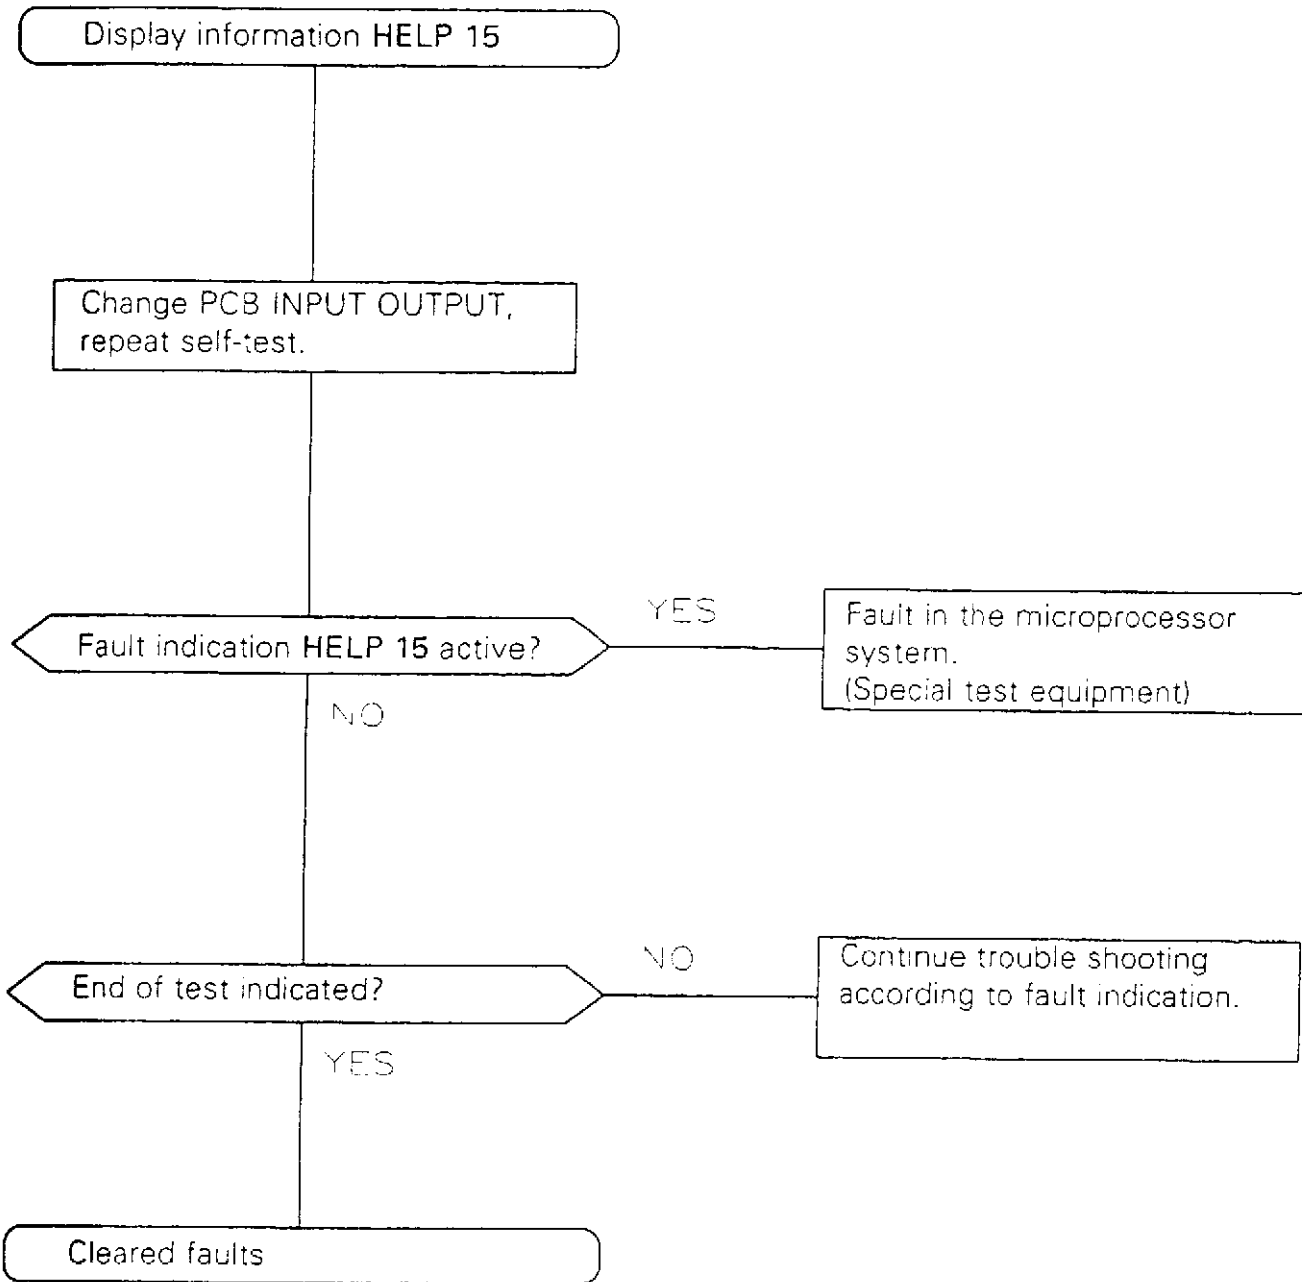 Display information HELP 15
Change PCB INPUT OUTPUT,
repeat self-test.
Fault indication HELP 15 active?
YES
Fault in the microprocessor
system.
(Special test equipment)
NO
End of test indicated?
NO
Continue trouble shooting
according to fault indication.
YES
Cleared faults